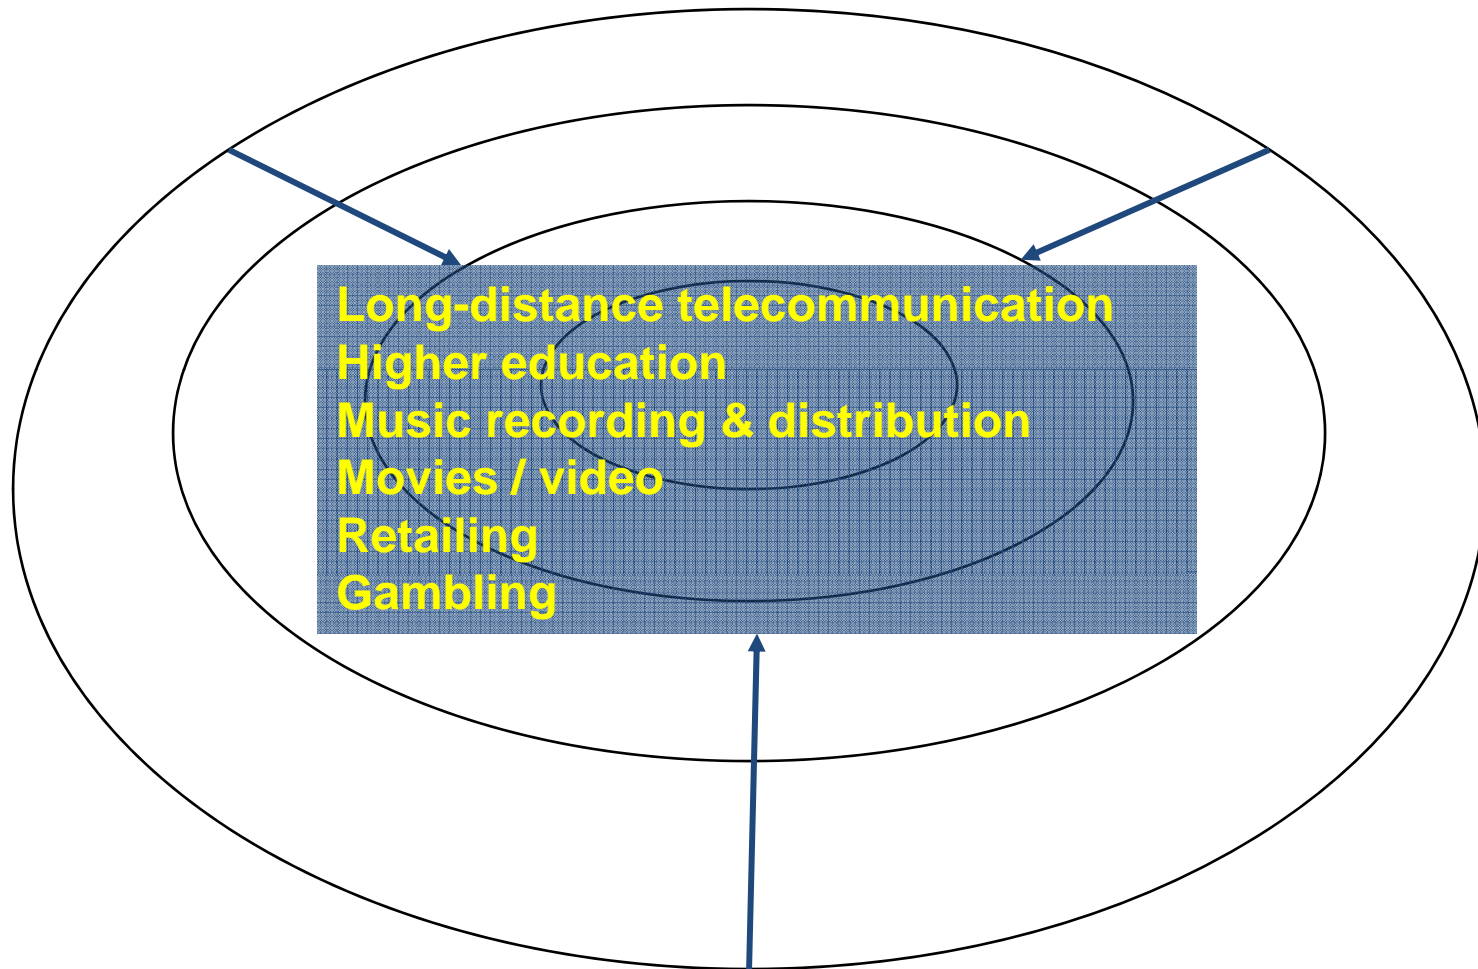 Long-distance telecommunication
Higher education
Music recording & distribution
Movies / video
Retailing
Gambling